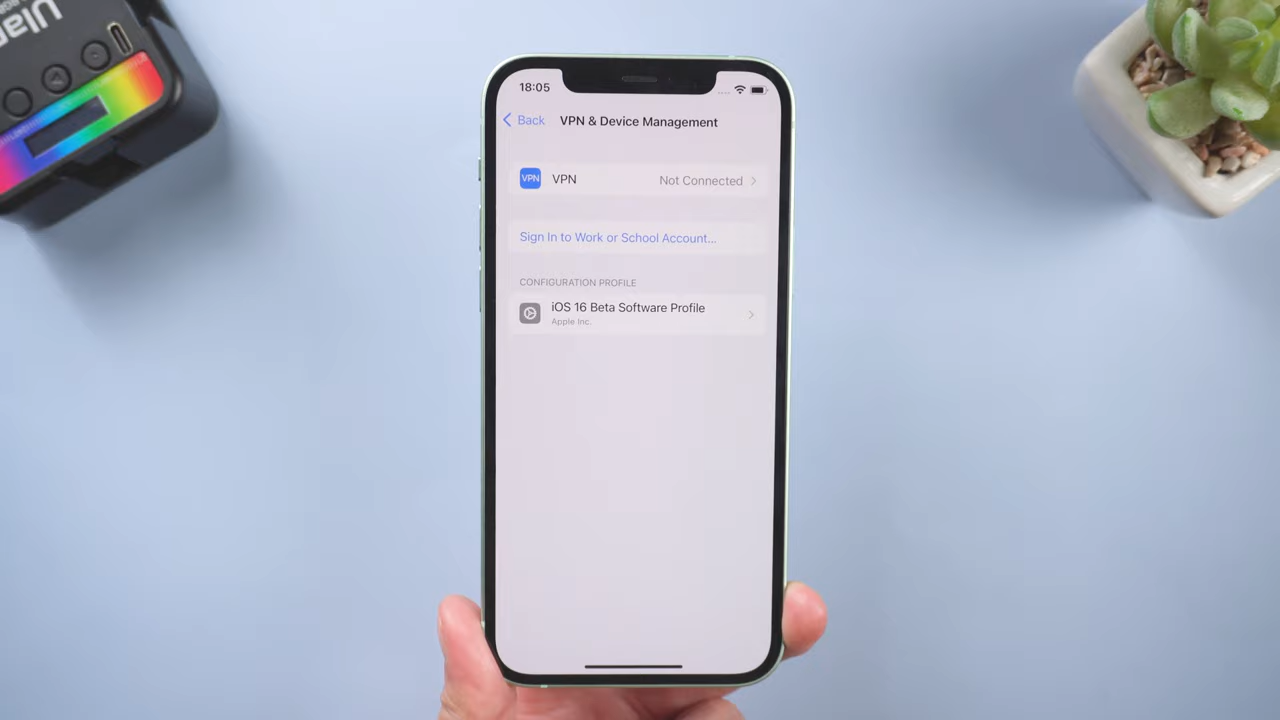 Ulan
18:05
Back
VPN & Device Management
VPN VPN Not Connected
Sign In to Work or School Account...
CONFIGURATION PROFILE
iOS 16 Beta Software Profile
Apple Inc.